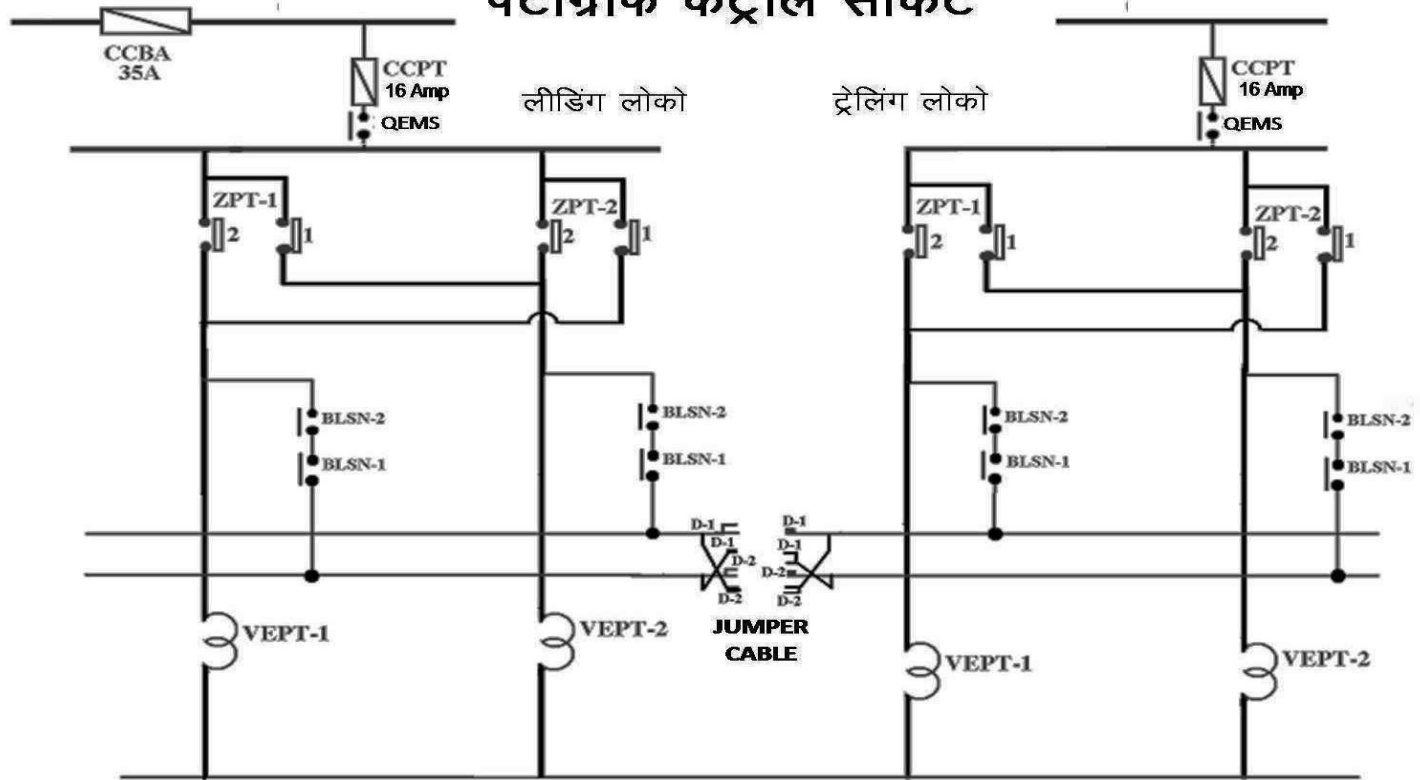 पेंटोग्राफ कंट्रोल सर्किट
CCBA
35A
CCPT
16 Amp
QEMS
लीडिंग लोको
ट्रेलिंग लोको
CCPT
16 Amp
QEMS
ZPT-1
2
1
ZPT-2
2
1
ZPT-1
2
1
ZPT-2
2
1
BLSN-2
BLSN-1
BLSN-2
BLSN-1
BLSN-2
BLSN-1
BLSN-2
BLSN-1
D-1
D-1
D-2
D-2
D-1
D-1
D-2
D-2
JUMPER
CABLE
VEPT-1
VEPT-2
VEPT-1
VEPT-2